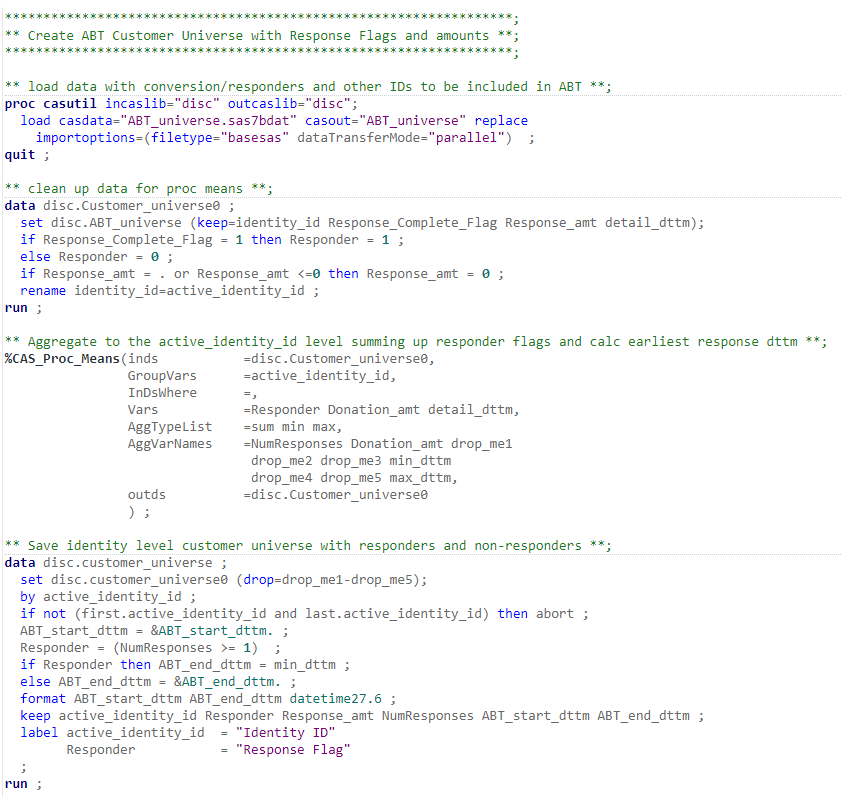 ******************************************************************;
** Create ABT Customer Universe with Response Flags and amounts **;
******************************************************************;
** load data with conversion/responders and other IDs to be included in ABT **;
proc casutil incaslib="disc" outcaslib="disc";
load casdata="ABT_universe.sas7bdat" casout="ABT_universe" replace
importoptions=(filetype="basesas" dataTransferMode="parallel")  ;
quit ;
** clean up data for proc means **;
data disc.Customer_universe0 ;
set disc.ABT_universe (keep=identity_id Response_Complete_Flag Response_amt detail_dttm);
if Response_Complete_Flag = 1 then Responder = 1 ;
else Responder = 0 ;
if Response_amt = . or Response_amt <=0 then Response_amt = 0 ;
rename identity_id=active_identity_id ;
run ;
** Aggregate to the active_identity_id level summing up responder flags and calc earliest response dttm **;
%CAS_Proc_Means(inds           =disc.Customer_universe0,
GroupVars      =active_identity_id,
InDsWhere      =,
Vars           =Responder Donation_amt detail_dttm,
AggTypeList    =sum min max,
AggVarNames    =NumResponses Donation_amt drop_me1
drop_me2 drop_me3 min_dttm
drop_me4 drop_me5 max_dttm,
outds          =disc.Customer_universe0
) ;
** Save identity level customer universe with responders and non-responders **;
data disc.customer_universe ;
set disc.customer_universe0 (drop=drop_me1-drop_me5);
by active_identity_id ;
if not (first.active_identity_id and last.active_identity_id) then abort ;
ABT_start_dttm = &ABT_start_dttm. ;
Responder = (NumResponses >= 1)  ;
if Responder then ABT_end_dttm = min_dttm ;
else ABT_end_dttm = &ABT_end_dttm. ;
format ABT_start_dttm ABT_end_dttm datetime27.6 ;
keep active_identity_id Responder Response_amt NumResponses ABT_start_dttm ABT_end_dttm ;
label active_identity_id  = "Identity ID"
Responder           = "Response Flag"
;
run ;